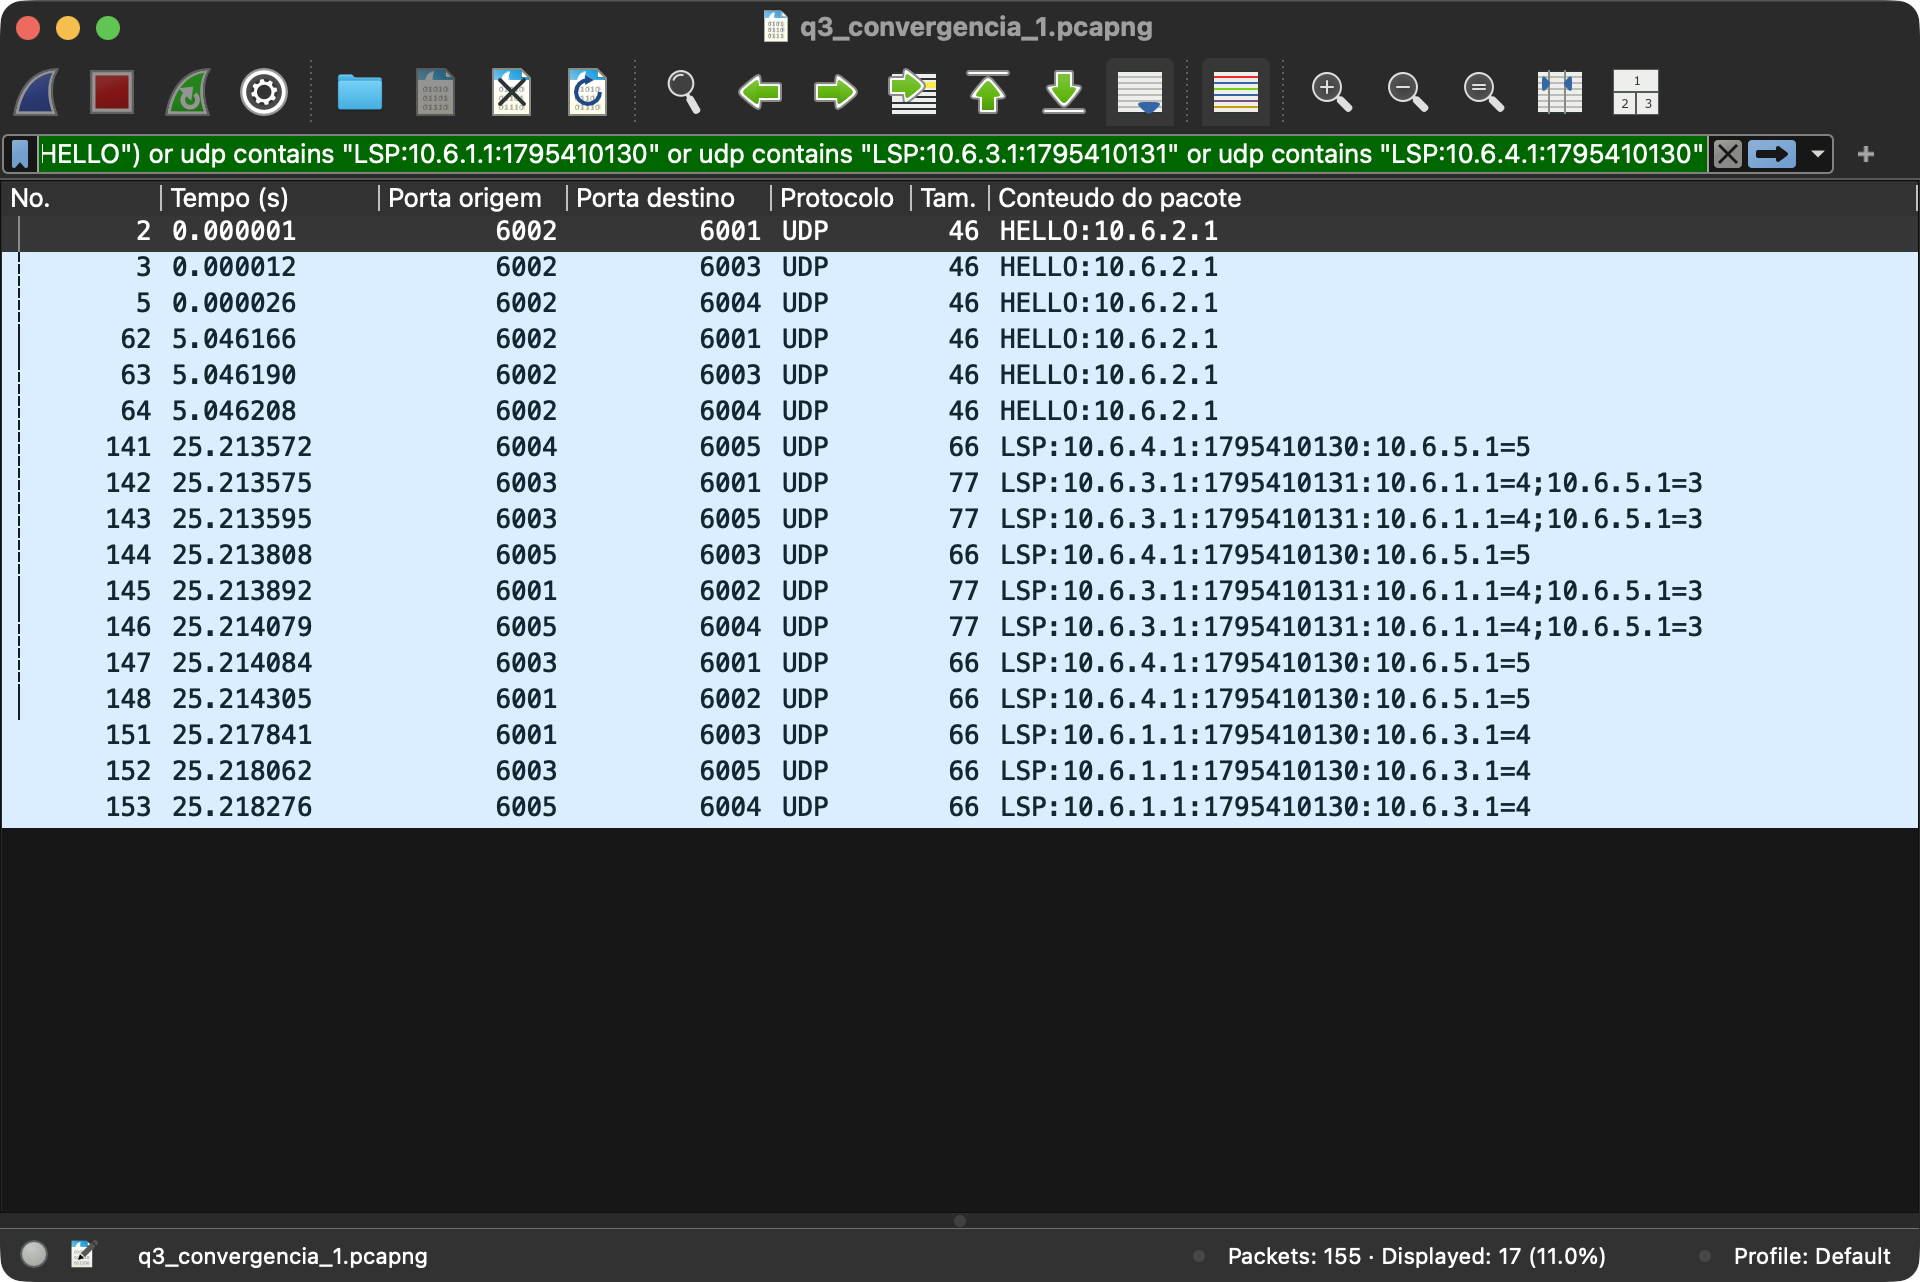 q3_convergencia_1.pcapng
HELLO") or udp contains "LSP:10.6.1.1:1795410130" or udp contains "LSP:10.6.3.1:1795410131" or udp contains "LSP:10.6.4.1:1795410130"
No. Tempo (s) Porta origem Porta destino Protocolo Tam. Conteudo do pacote
2 0.000001 6002 6001 UDP 46 HELLO:10.6.2.1
3 0.000012 6002 6003 UDP 46 HELLO:10.6.2.1
5 0.000026 6002 6004 UDP 46 HELLO:10.6.2.1
62 5.046166 6002 6001 UDP 46 HELLO:10.6.2.1
63 5.046190 6002 6003 UDP 46 HELLO:10.6.2.1
64 5.046208 6002 6004 UDP 46 HELLO:10.6.2.1
141 25.213572 6004 6005 UDP 66 LSP:10.6.4.1:1795410130:10.6.5.1=5
142 25.213575 6003 6001 UDP 77 LSP:10.6.3.1:1795410131:10.6.1.1=4;10.6.5.1=3
143 25.213595 6003 6005 UDP 77 LSP:10.6.3.1:1795410131:10.6.1.1=4;10.6.5.1=3
144 25.213808 6005 6003 UDP 66 LSP:10.6.4.1:1795410130:10.6.5.1=5
145 25.213892 6001 6002 UDP 77 LSP:10.6.3.1:1795410131:10.6.1.1=4;10.6.5.1=3
146 25.214079 6005 6004 UDP 77 LSP:10.6.3.1:1795410131:10.6.1.1=4;10.6.5.1=3
147 25.214084 6003 6001 UDP 66 LSP:10.6.4.1:1795410130:10.6.5.1=5
148 25.214305 6001 6002 UDP 66 LSP:10.6.4.1:1795410130:10.6.5.1=5
151 25.217841 6001 6003 UDP 66 LSP:10.6.1.1:1795410130:10.6.3.1=4
152 25.218062 6003 6005 UDP 66 LSP:10.6.1.1:1795410130:10.6.3.1=4
153 25.218276 6005 6004 UDP 66 LSP:10.6.1.1:1795410130:10.6.3.1=4
q3_convergencia_1.pcapng Packets: 155 · Displayed: 17 (11.0%) Profile: Default